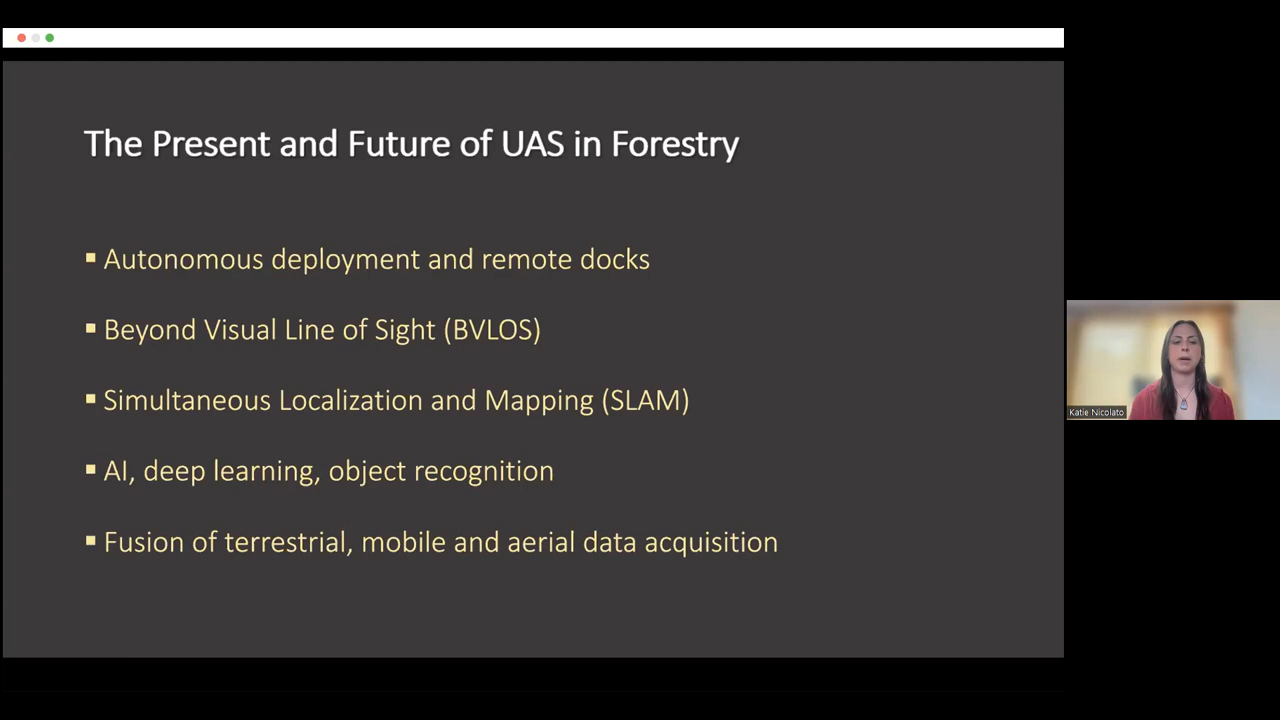 The Present and Future of UAS in Forestry
▪ Autonomous deployment and remote docks
▪ Beyond Visual Line of Sight (BVLOS)
▪ Simultaneous Localization and Mapping (SLAM)
▪ AI, deep learning, object recognition
▪ Fusion of terrestrial, mobile and aerial data acquisition
Katie Nicolato